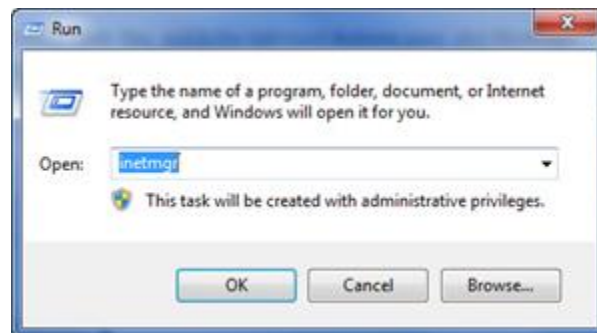 Run
Type the name of a program, folder, document, or Internet
resource, and Windows will open it for you.
Open:
inetmgr
This task will be created with administrative privileges.
OK
Cancel
Browse...